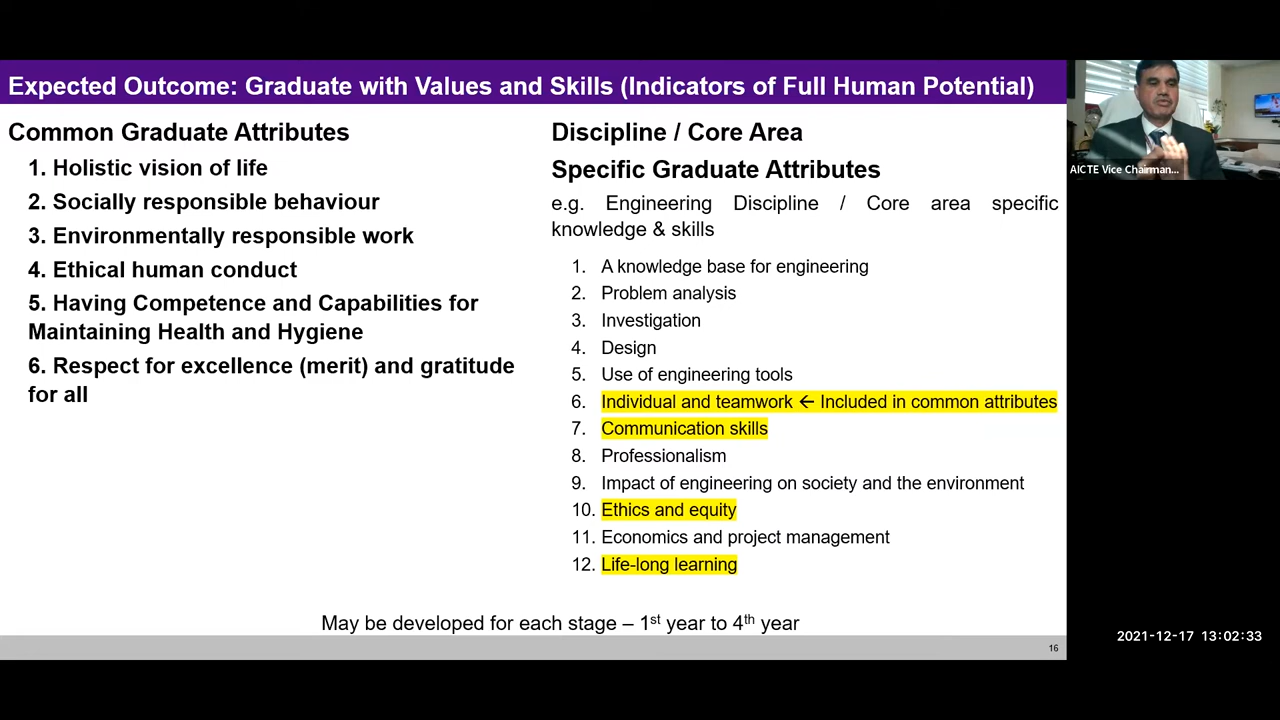 Expected Outcome: Graduate with Values and Skills (Indicators of Full Human Potential)
Common Graduate Attributes
1. Holistic vision of life
2. Socially responsible behaviour
3. Environmentally responsible work
4. Ethical human conduct
5. Having Competence and Capabilities for
Maintaining Health and Hygiene
6. Respect for excellence (merit) and gratitude
for all
Discipline / Core Area
Specific Graduate Attributes
e.g. Engineering Discipline / Core area specific
knowledge & skills
1. A knowledge base for engineering
2. Problem analysis
3. Investigation
4. Design
5. Use of engineering tools
6. Individual and teamwork ← Included in common attributes
7. Communication skills
8. Professionalism
9. Impact of engineering on society and the environment
10. Ethics and equity
11. Economics and project management
12. Life-long learning
May be developed for each stage – 1st year to 4th year
16
AICTE Vice Chairman...
2021-12-17 13:02:33